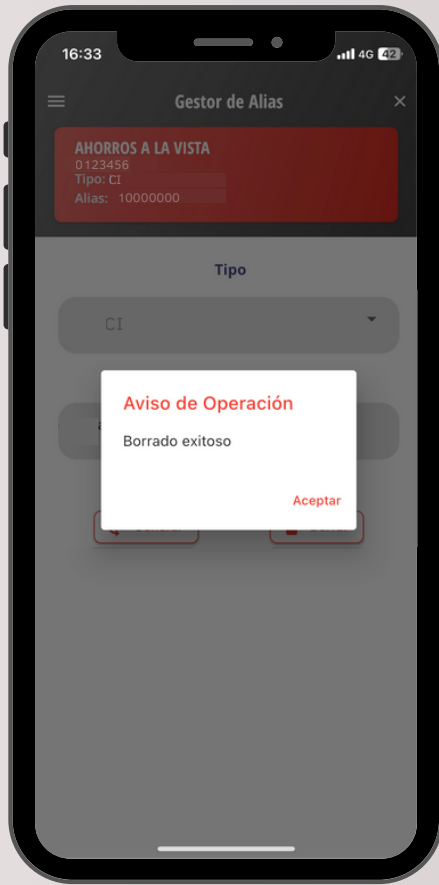 16:33
4G 42
Gestor de Alias
AHORROS A LA VISTA
0123456
Tipo: CI
Alias: 10000000
Tipo
CI
Aviso de Operación
Borrado exitoso
Aceptar